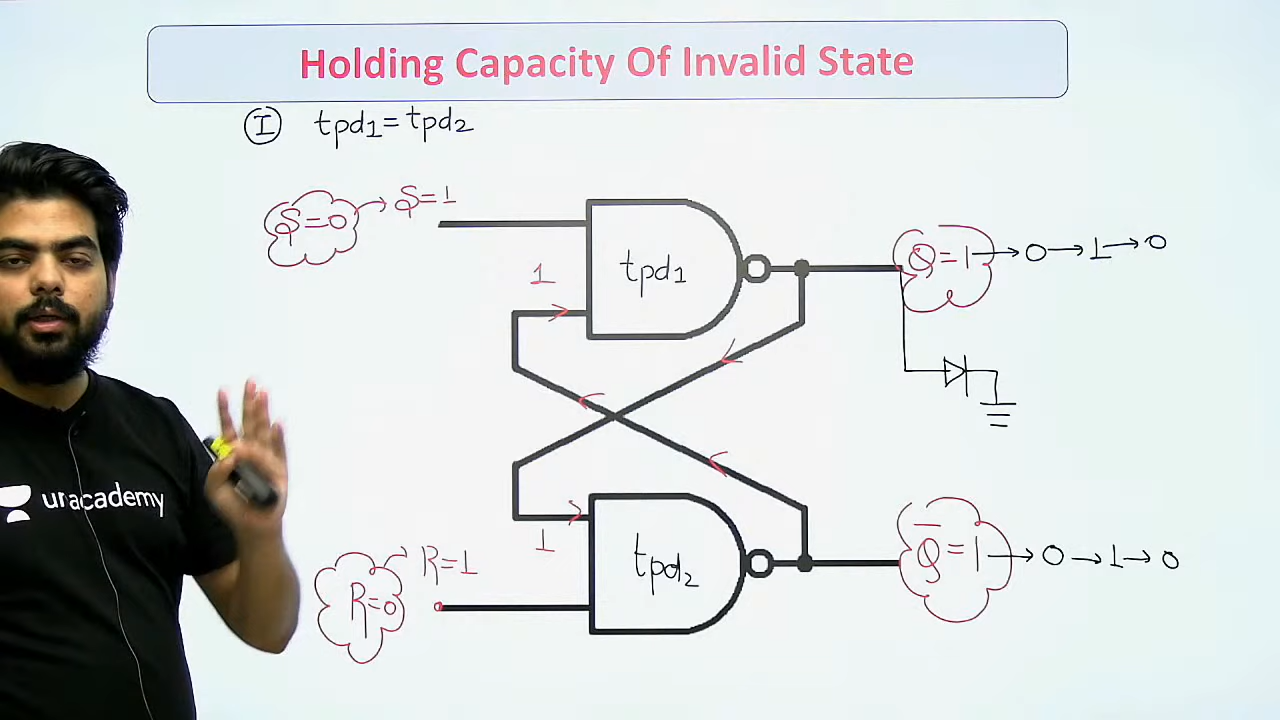 Holding Capacity Of Invalid State
I tpd1 = tpd2
S=0 → S=1
tpd1
1
Q=1 → 0 → 1 → 0
unacademy
1
R=0 → R=1
tpd2
Q̅=1 → 0 → 1 → 0